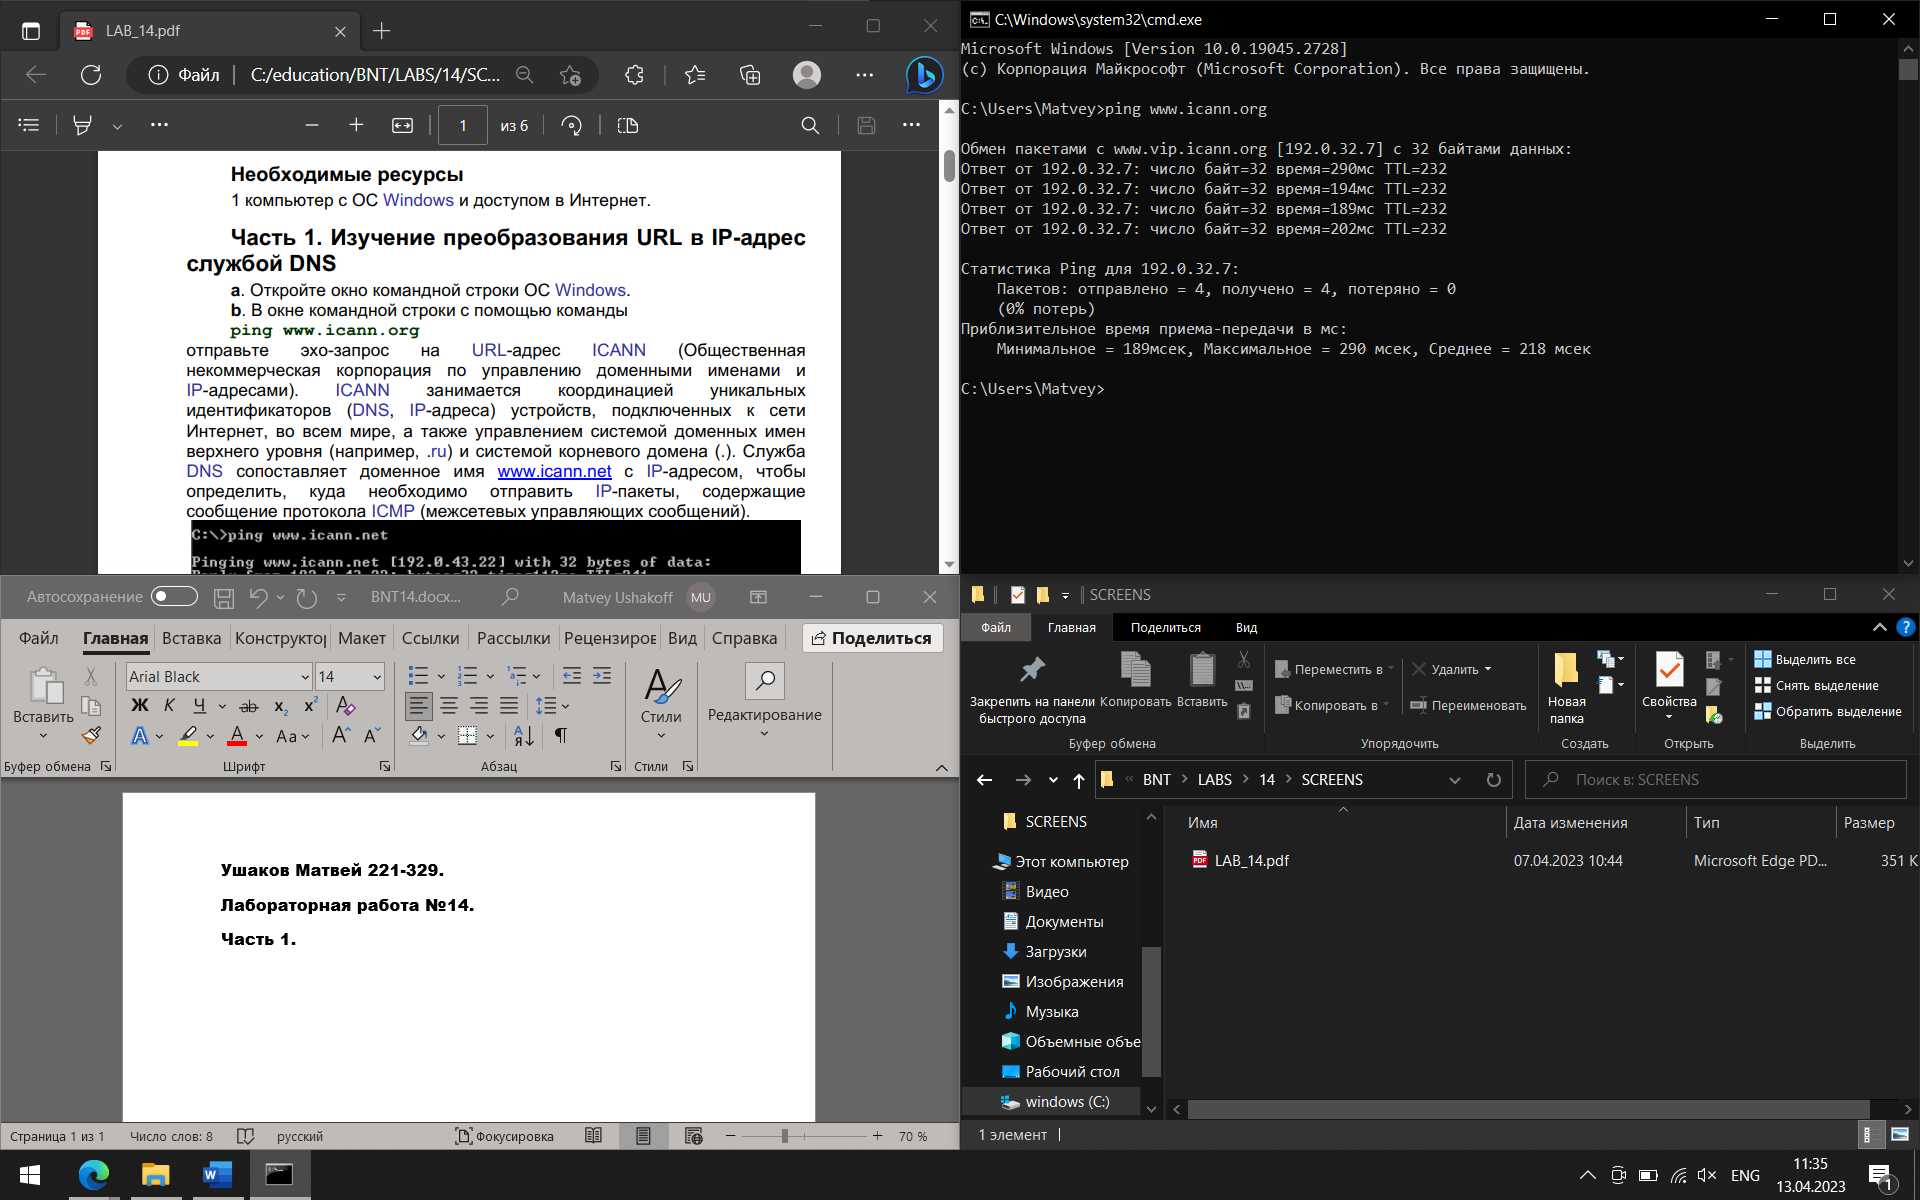 LAB_14.pdf
Файл | C:/education/BNT/LABS/14/SC...
1 из 6
Необходимые ресурсы
1 компьютер с ОС Windows и доступом в Интернет.
Часть 1. Изучение преобразования URL в IP-адрес
службой DNS
a. Откройте окно командной строки ОС Windows.
b. В окне командной строки с помощью команды
ping www.icann.org
отправьте эхо-запрос на URL-адрес ICANN (Общественная
некоммерческая корпорация по управлению доменными именами и
IP-адресами). ICANN занимается координацией уникальных
идентификаторов (DNS, IP-адреса) устройств, подключенных к сети
Интернет, во всем мире, а также управлением системой доменных имен
верхнего уровня (например, .ru) и системой корневого домена (.). Служба
DNS сопоставляет доменное имя www.icann.net с IP-адресом, чтобы
определить, куда необходимо отправить IP-пакеты, содержащие
сообщение протокола ICMP (межсетевых управляющих сообщений).
C:\>ping www.icann.net
Pinging www.icann.net [192.0.43.22] with 32 bytes of data:
C:\Windows\system32\cmd.exe
Microsoft Windows [Version 10.0.19045.2728]
(c) Корпорация Майкрософт (Microsoft Corporation). Все права защищены.
C:\Users\Matvey>ping www.icann.org
Обмен пакетами с www.vip.icann.org [192.0.32.7] с 32 байтами данных:
Ответ от 192.0.32.7: число байт=32 время=290мс TTL=232
Ответ от 192.0.32.7: число байт=32 время=194мс TTL=232
Ответ от 192.0.32.7: число байт=32 время=189мс TTL=232
Ответ от 192.0.32.7: число байт=32 время=202мс TTL=232
Статистика Ping для 192.0.32.7:
Пакетов: отправлено = 4, получено = 4, потеряно = 0
(0% потерь)
Приблизительное время приема-передачи в мс:
Минимальное = 189мсек, Максимальное = 290 мсек, Среднее = 218 мсек
C:\Users\Matvey>
Автосохранение BNT14.docx... Matvey Ushakoff MU
Файл Главная Вставка Конструктор Макет Ссылки Рассылки Рецензиров Вид Справка Поделиться
Arial Black 14
Вставить Ж К Ч ab x₂ x² Стили Редактирование
A A Aa A A
Буфер обмена Шрифт Абзац Стили
Ушаков Матвей 221-329.
Лабораторная работа №14.
Часть 1.
Страница 1 из 1 Число слов: 8 русский Фокусировка 70 %
SCREENS
Файл Главная Поделиться Вид
Закрепить на панели быстрого доступа Копировать Вставить
Переместить в Удалить
Копировать в Переименовать
Новая папка Свойства
Выделить все
Снять выделение
Обратить выделение
Буфер обмена Упорядочить Создать Открыть Выделить
BNT LABS 14 SCREENS Поиск в: SCREENS
SCREENS
Этот компьютер
Видео
Документы
Загрузки
Изображения
Музыка
Объемные объе
Рабочий стол
windows (C:)
Имя Дата изменения Тип Размер
LAB_14.pdf 07.04.2023 10:44 Microsoft Edge PD... 351 К
1 элемент
ENG 11:35
13.04.2023
1